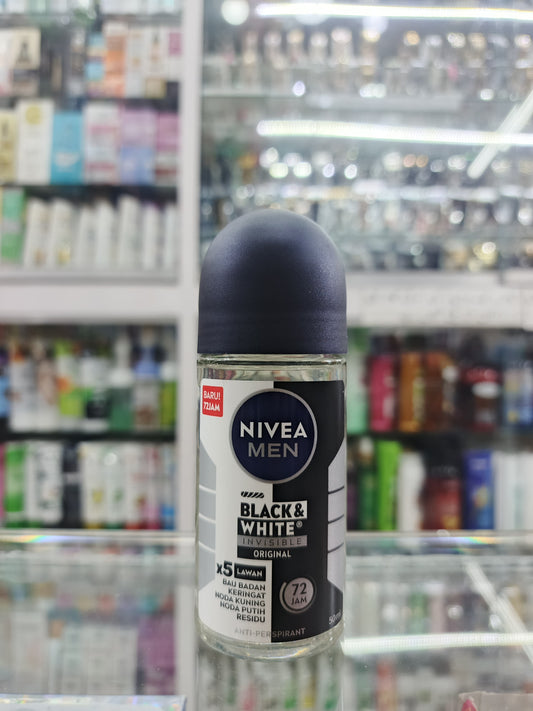 BARU!
72JAM
NIVEA
MEN
BLACK&
WHITE®
INVISIBLE
ORIGINAL
x5 LAWAN
BAU BADAN
KERINGAT
NODA KUNING
NODA PUTIH
RESIDU
72
JAM
ANTI-PERSPIRANT